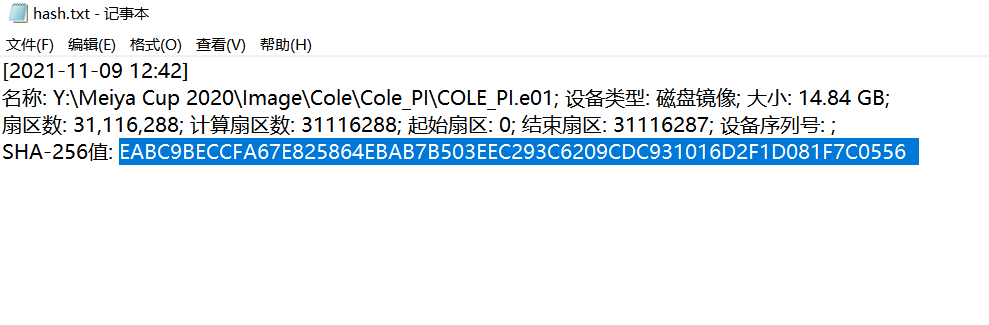 hash.txt - 记事本
文件(F) 编辑(E) 格式(O) 查看(V) 帮助(H)
[2021-11-09 12:42]
名称: Y:\Meiya Cup 2020\Image\Cole\Cole_PI\COLE_PI.e01; 设备类型: 磁盘镜像; 大小: 14.84 GB;
扇区数: 31,116,288; 计算扇区数: 31116288; 起始扇区: 0; 结束扇区: 31116287; 设备序列号: ;
SHA-256值: EABC9BECCFA67E825864EBAB7B503EEC293C6209CDC931016D2F1D081F7C0556